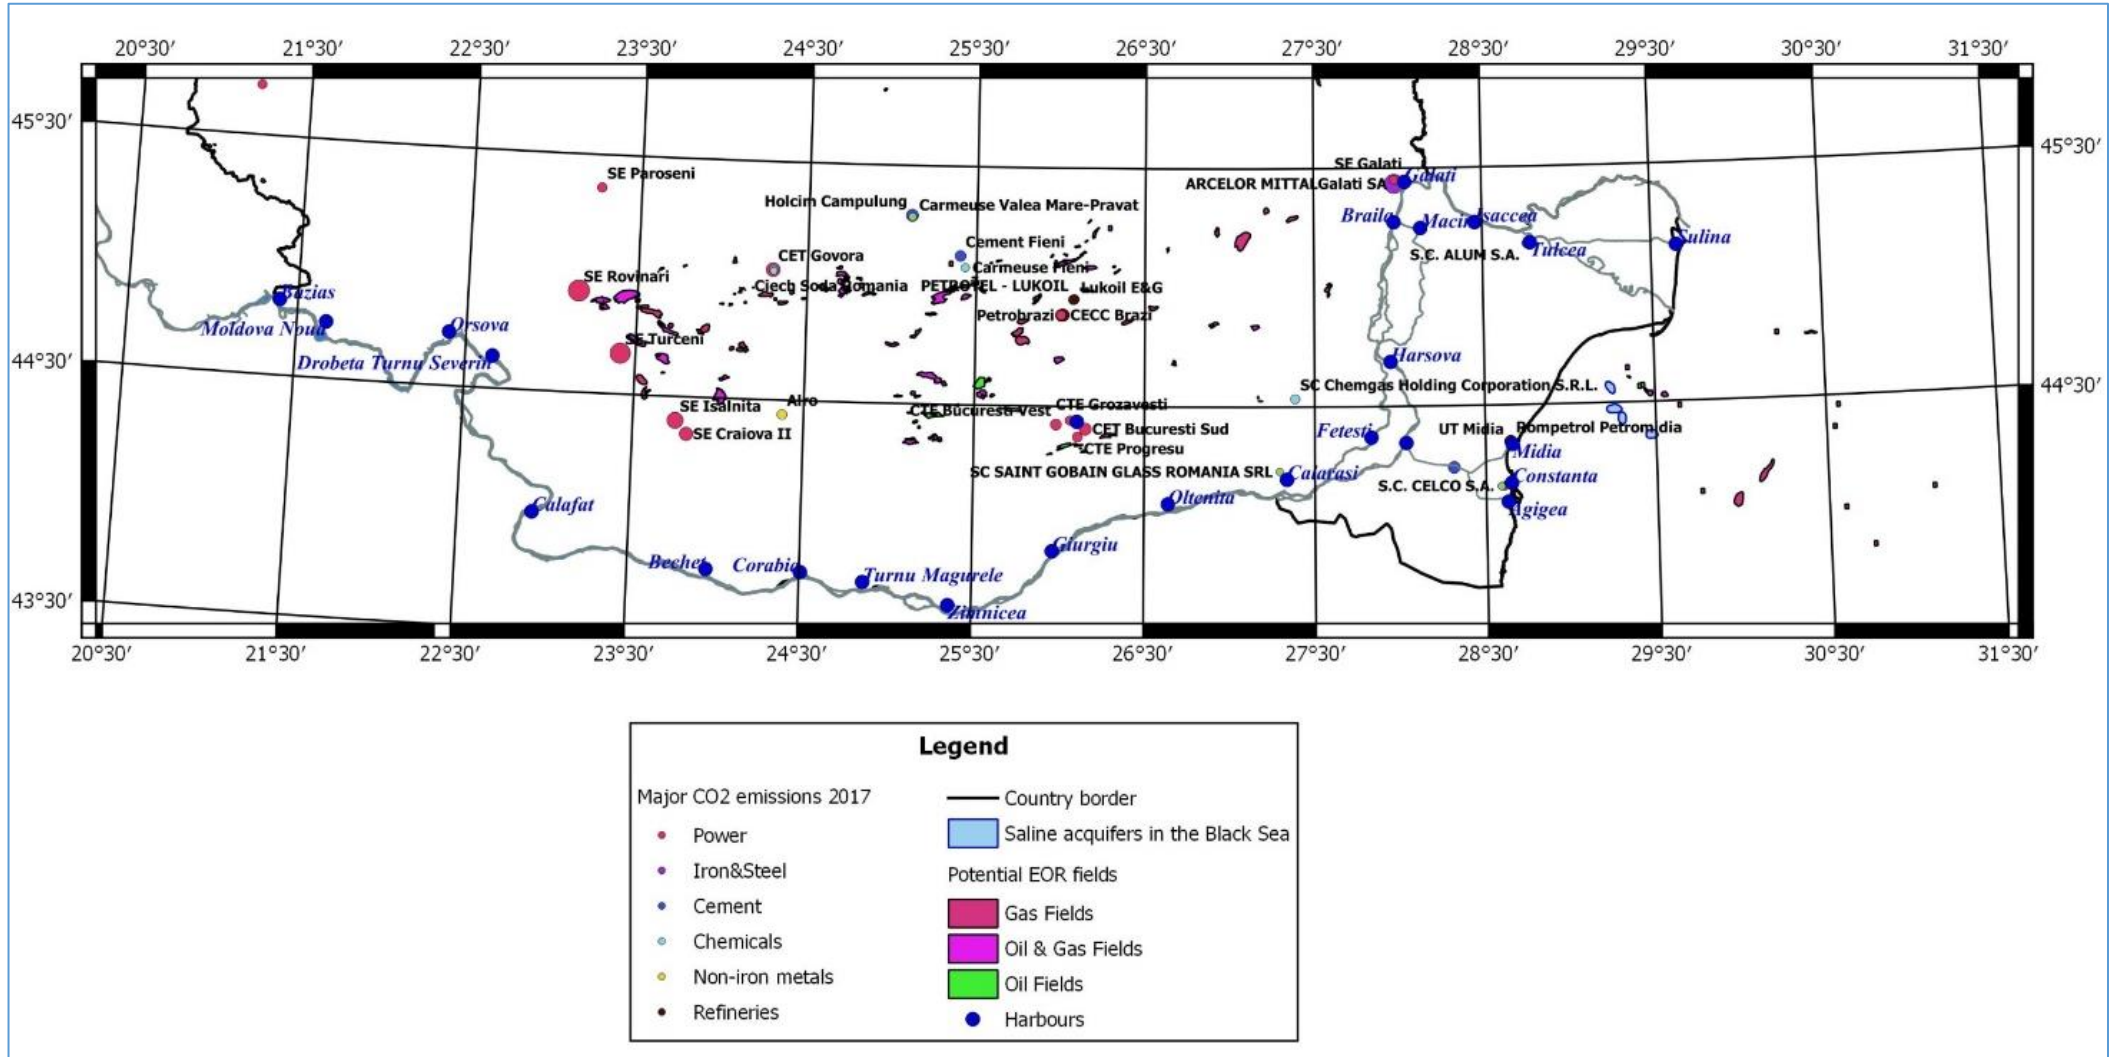 20°30′ 21°30′ 22°30′ 23°30′ 24°30′ 25°30′ 26°30′ 27°30′ 28°30′ 29°30′ 30°30′ 31°30′
45°30′
45°30′
SE Galati
SE Paroseni
Galati
ARCELOR MITTALGalati SA
Holcim Campulung
Carmeuse Valea Mare-Pravat
Braila
Macin
Isaccea
Sulina
Cement Fieni
Tulcea
CET Govora
S.C. ALUM S.A.
Carmeuse Fieni
SE Rovinari
Ciech Soda Romania
PETROTEL - LUKOIL
Lukoil E&G
Bazias
Petrobrazi
CECC Brazi
Moldova Noua
Orsova
SE Turceni
Harsova
Drobeta Turnu Severin
44°30′
44°30′
SC Chemgas Holding Corporation S.R.L.
SE Isalnita
Alro
CTE Bucuresti Vest
CTE Grozavesti
SE Craiova II
CET Bucuresti Sud
Fetesti
UT Midia
Rompetrol Petromidia
CTE Progresu
Midia
SC SAINT GOBAIN GLASS ROMANIA SRL
Calarasi
Constanta
S.C. CELCO S.A.
Oltenita
Calafat
Agigea
Giurgiu
Bechet
Corabia
Turnu Magurele
43°30′
43°30′
Zimnicea
20°30′ 21°30′ 22°30′ 23°30′ 24°30′ 25°30′ 26°30′ 27°30′ 28°30′ 29°30′ 30°30′ 31°30′
Legend
Major CO2 emissions 2017
Power
Iron&Steel
Cement
Chemicals
Non-iron metals
Refineries
Country border
Saline acquifers in the Black Sea
Potential EOR fields
Gas Fields
Oil & Gas Fields
Oil Fields
Harbours